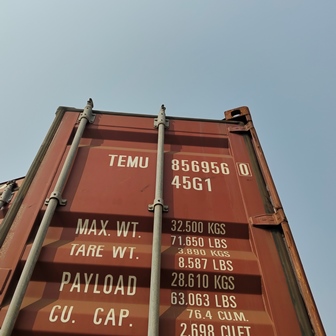 TEMU 856956 0
45G1
MAX. WT. 32.500 KGS
71.650 LBS
TARE WT. 3.890 KGS
8.587 LBS
PAYLOAD 28.610 KGS
63.063 LBS
CU. CAP. 76.4 CU.M.
2.698 CU.FT